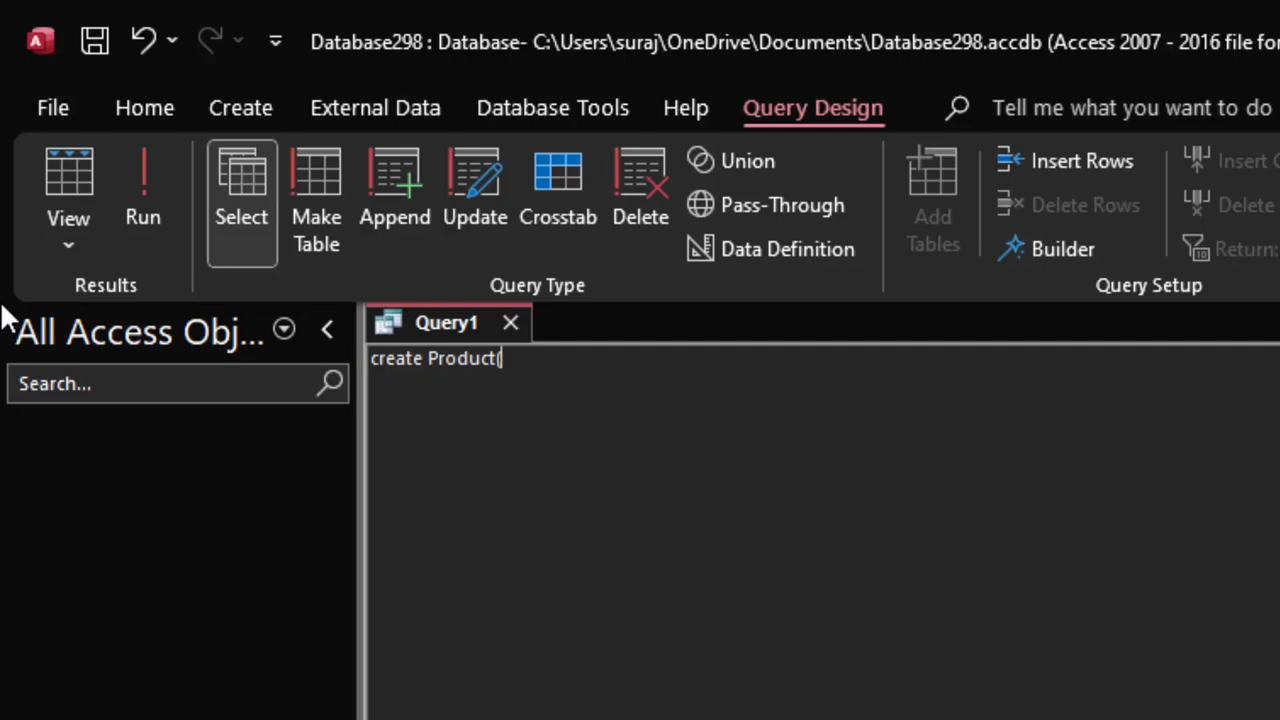 Database298 : Database- C:\Users\suraj\OneDrive\Documents\Database298.accdb (Access 2007 - 2016 file for
File Home Create External Data Database Tools Help Query Design Tell me what you want to do
View Run Select Make Table Append Update Crosstab Delete
Union
Pass-Through
Data Definition
Add Tables
Insert Rows
Delete Rows
Builder
Insert
Delete
Return:
Results Query Type Query Setup
All Access Obj...
Search...
Query1
create Product(